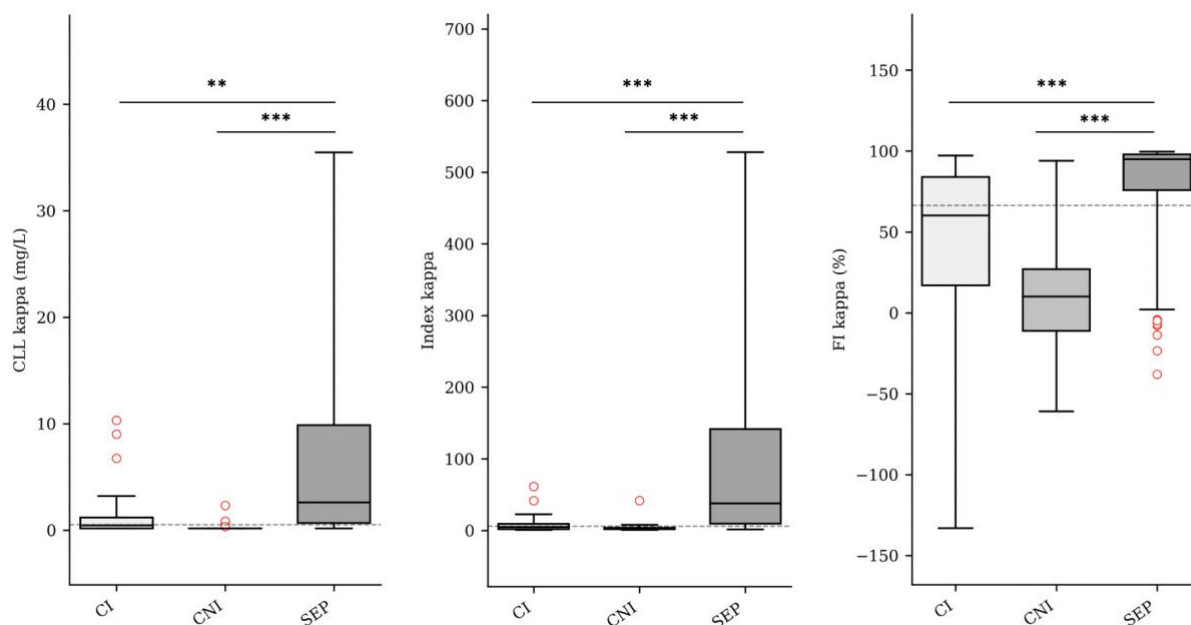 CLL kappa (mg/L)
40
30
20
10
0
**
***
CI
CNI
SEP
Index kappa
700
600
500
400
300
200
100
0
***
***
CI
CNI
SEP
FI kappa (%)
150
100
50
0
−50
−100
−150
***
***
CI
CNI
SEP